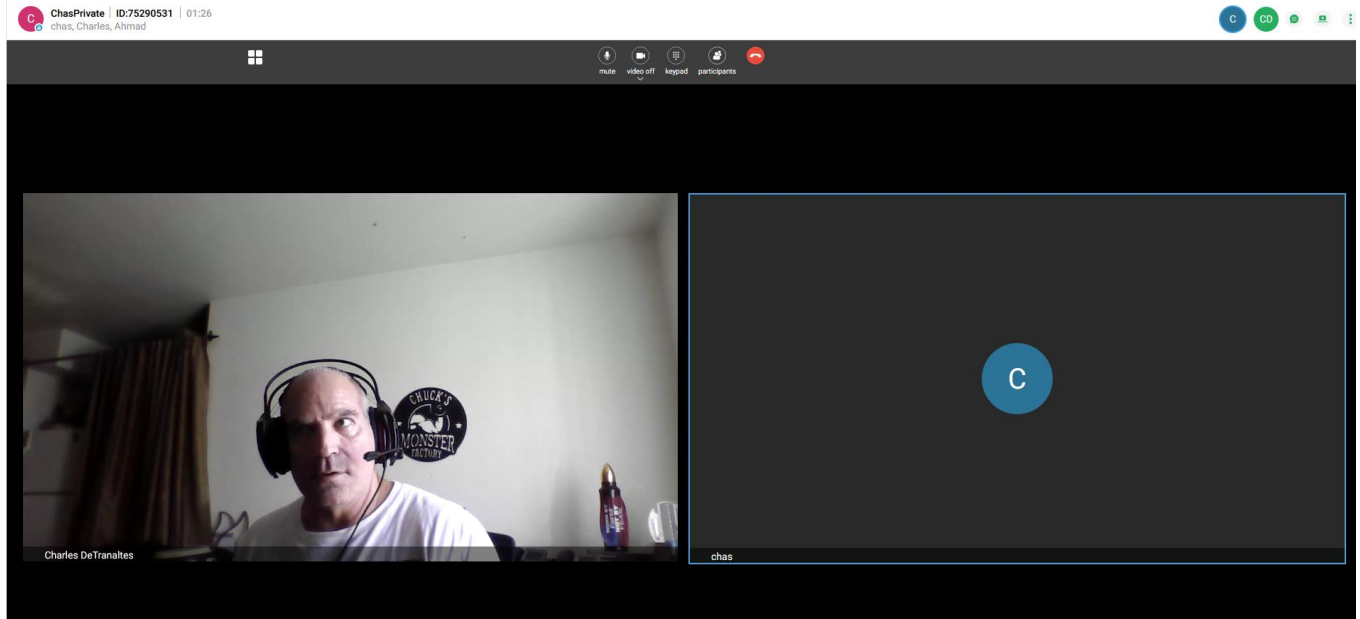 C
ChasPrivate | ID:75290531 | 01:26
chas, Charles, Ahmad
C
CD
mute
video off
keypad
participants
CHUCK'S
MONSTER
FACTORY
Charles DeTranaltes
C
chas